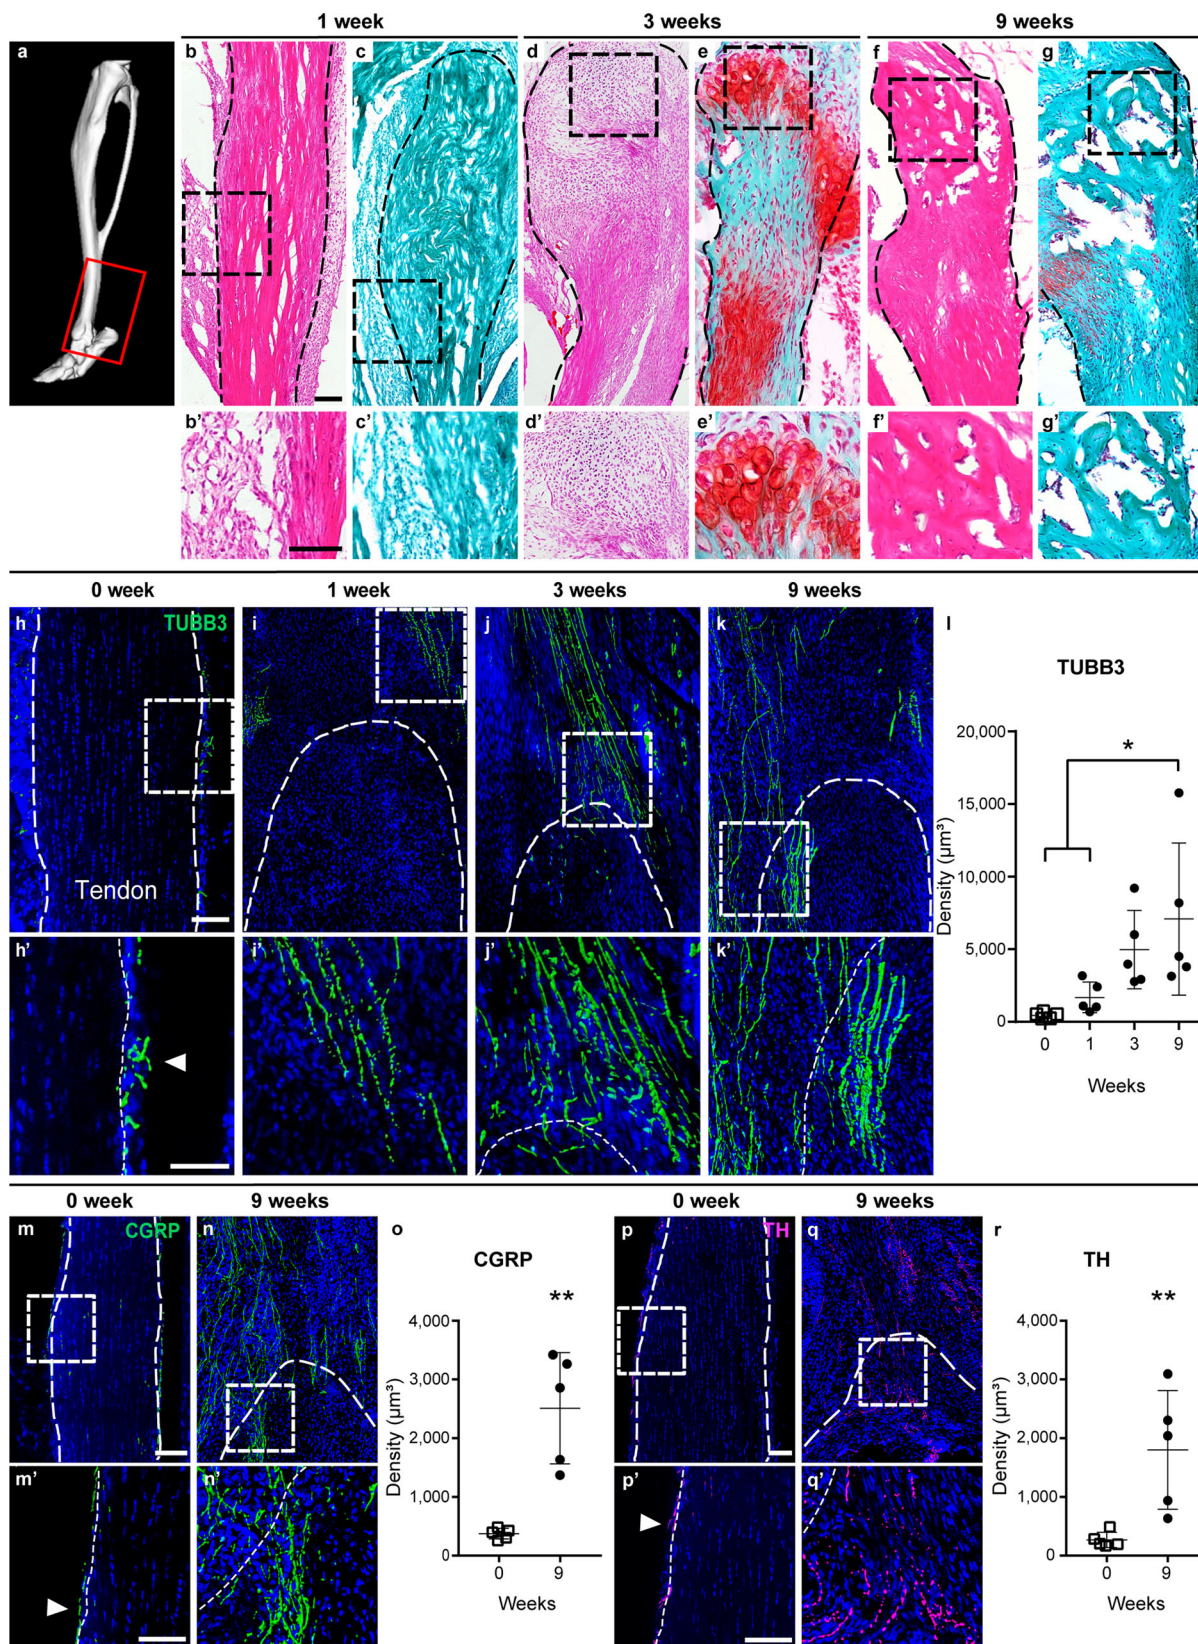 1 week 3 weeks 9 weeks
a b c d e f g
b' c' d' e' f' g'
0 week 1 week 3 weeks 9 weeks
h TUBB3 i j k l
TUBB3
20,000
*
15,000
10,000
5,000
0
Density (µm³)
0 1 3 9
Weeks
Tendon
h' i' j' k'
0 week 9 weeks 0 week 9 weeks
m CGRP n o p TH q r
CGRP
**
4,000
3,000
2,000
1,000
0
Density (µm³)
0 9
Weeks
TH
**
4,000
3,000
2,000
1,000
0
Density (µm³)
0 9
Weeks
m' n' p' q'